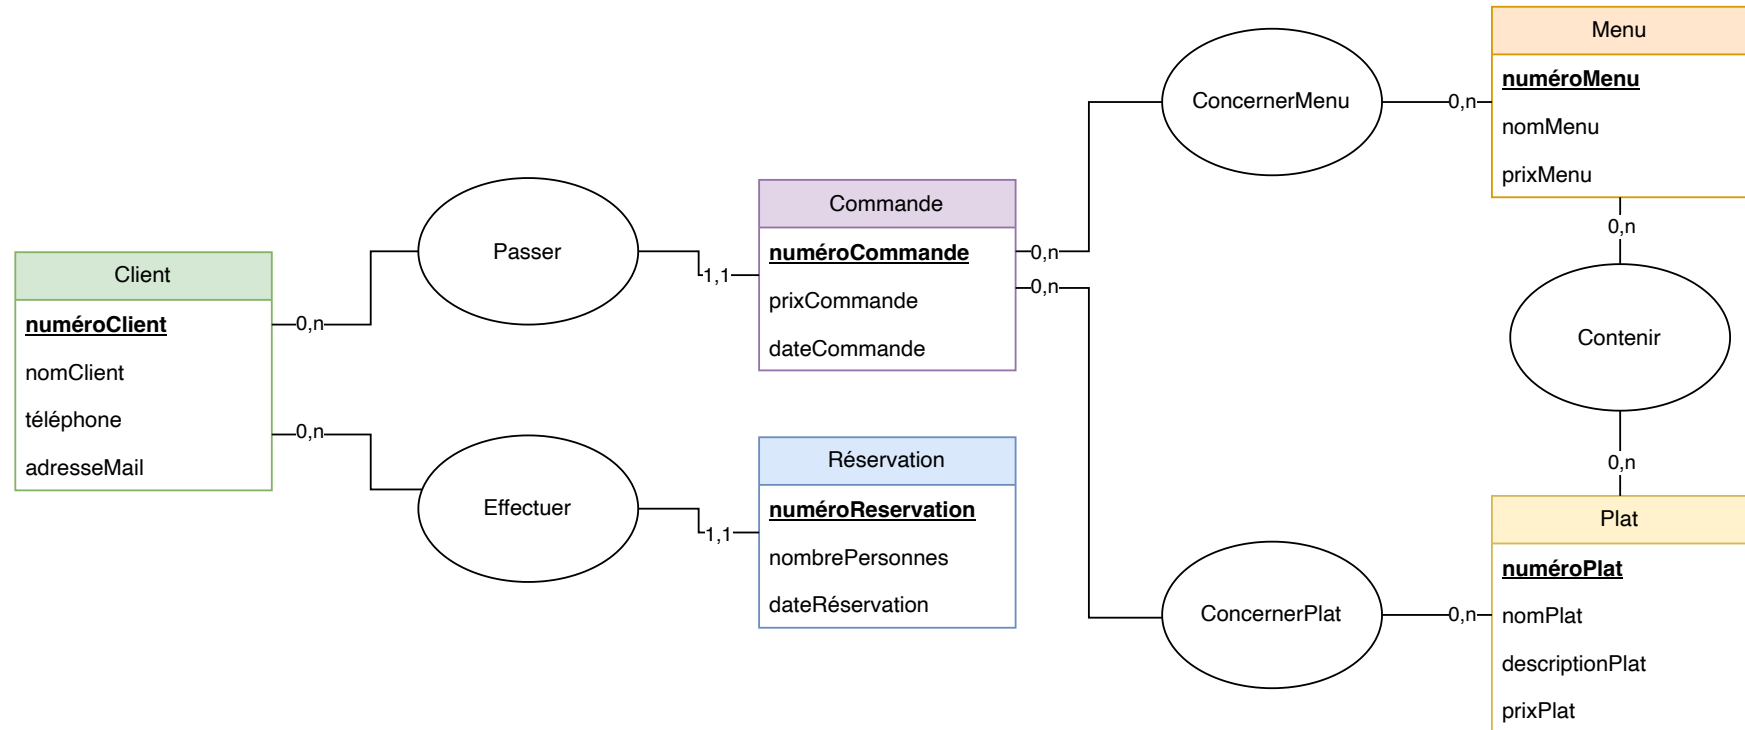 Client
numéroClient
nomClient
téléphone
adresseMail
0,n
0,n
Passer
Effectuer
1,1
1,1
Commande
numéroCommande
prixCommande
dateCommande
0,n
0,n
Réservation
numéroReservation
nombrePersonnes
dateRéservation
ConcernerMenu
0,n
ConcernerPlat
0,n
Menu
numéroMenu
nomMenu
prixMenu
0,n
Contenir
0,n
Plat
numéroPlat
nomPlat
descriptionPlat
prixPlat